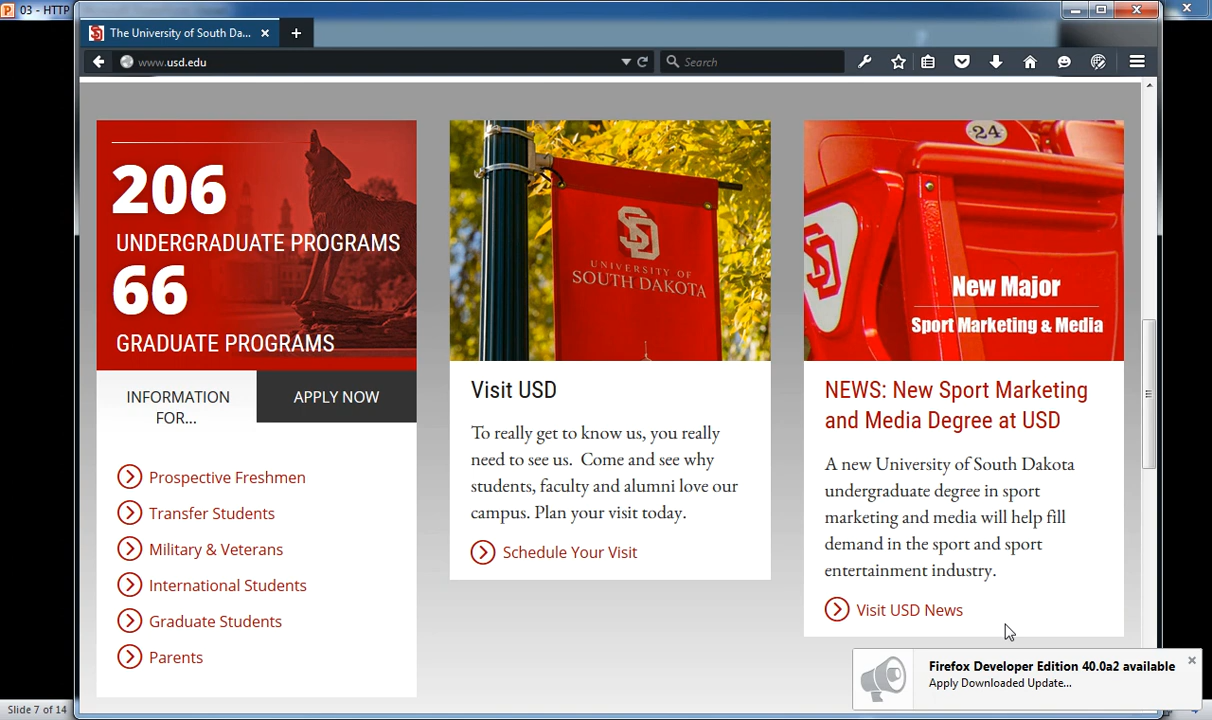 03 - HTTP
The University of South Da...
www.usd.edu
Search
206
UNDERGRADUATE PROGRAMS
66
GRADUATE PROGRAMS
INFORMATION
FOR...
APPLY NOW
Prospective Freshmen
Transfer Students
Military & Veterans
International Students
Graduate Students
Parents
UNIVERSITY OF
SOUTH DAKOTA
Visit USD
To really get to know us, you really
need to see us. Come and see why
students, faculty and alumni love our
campus. Plan your visit today.
Schedule Your Visit
24
New Major
Sport Marketing & Media
NEWS: New Sport Marketing
and Media Degree at USD
A new University of South Dakota
undergraduate degree in sport
marketing and media will help fill
demand in the sport and sport
entertainment industry.
Visit USD News
Firefox Developer Edition 40.0a2 available
Apply Downloaded Update...
Slide 7 of 14